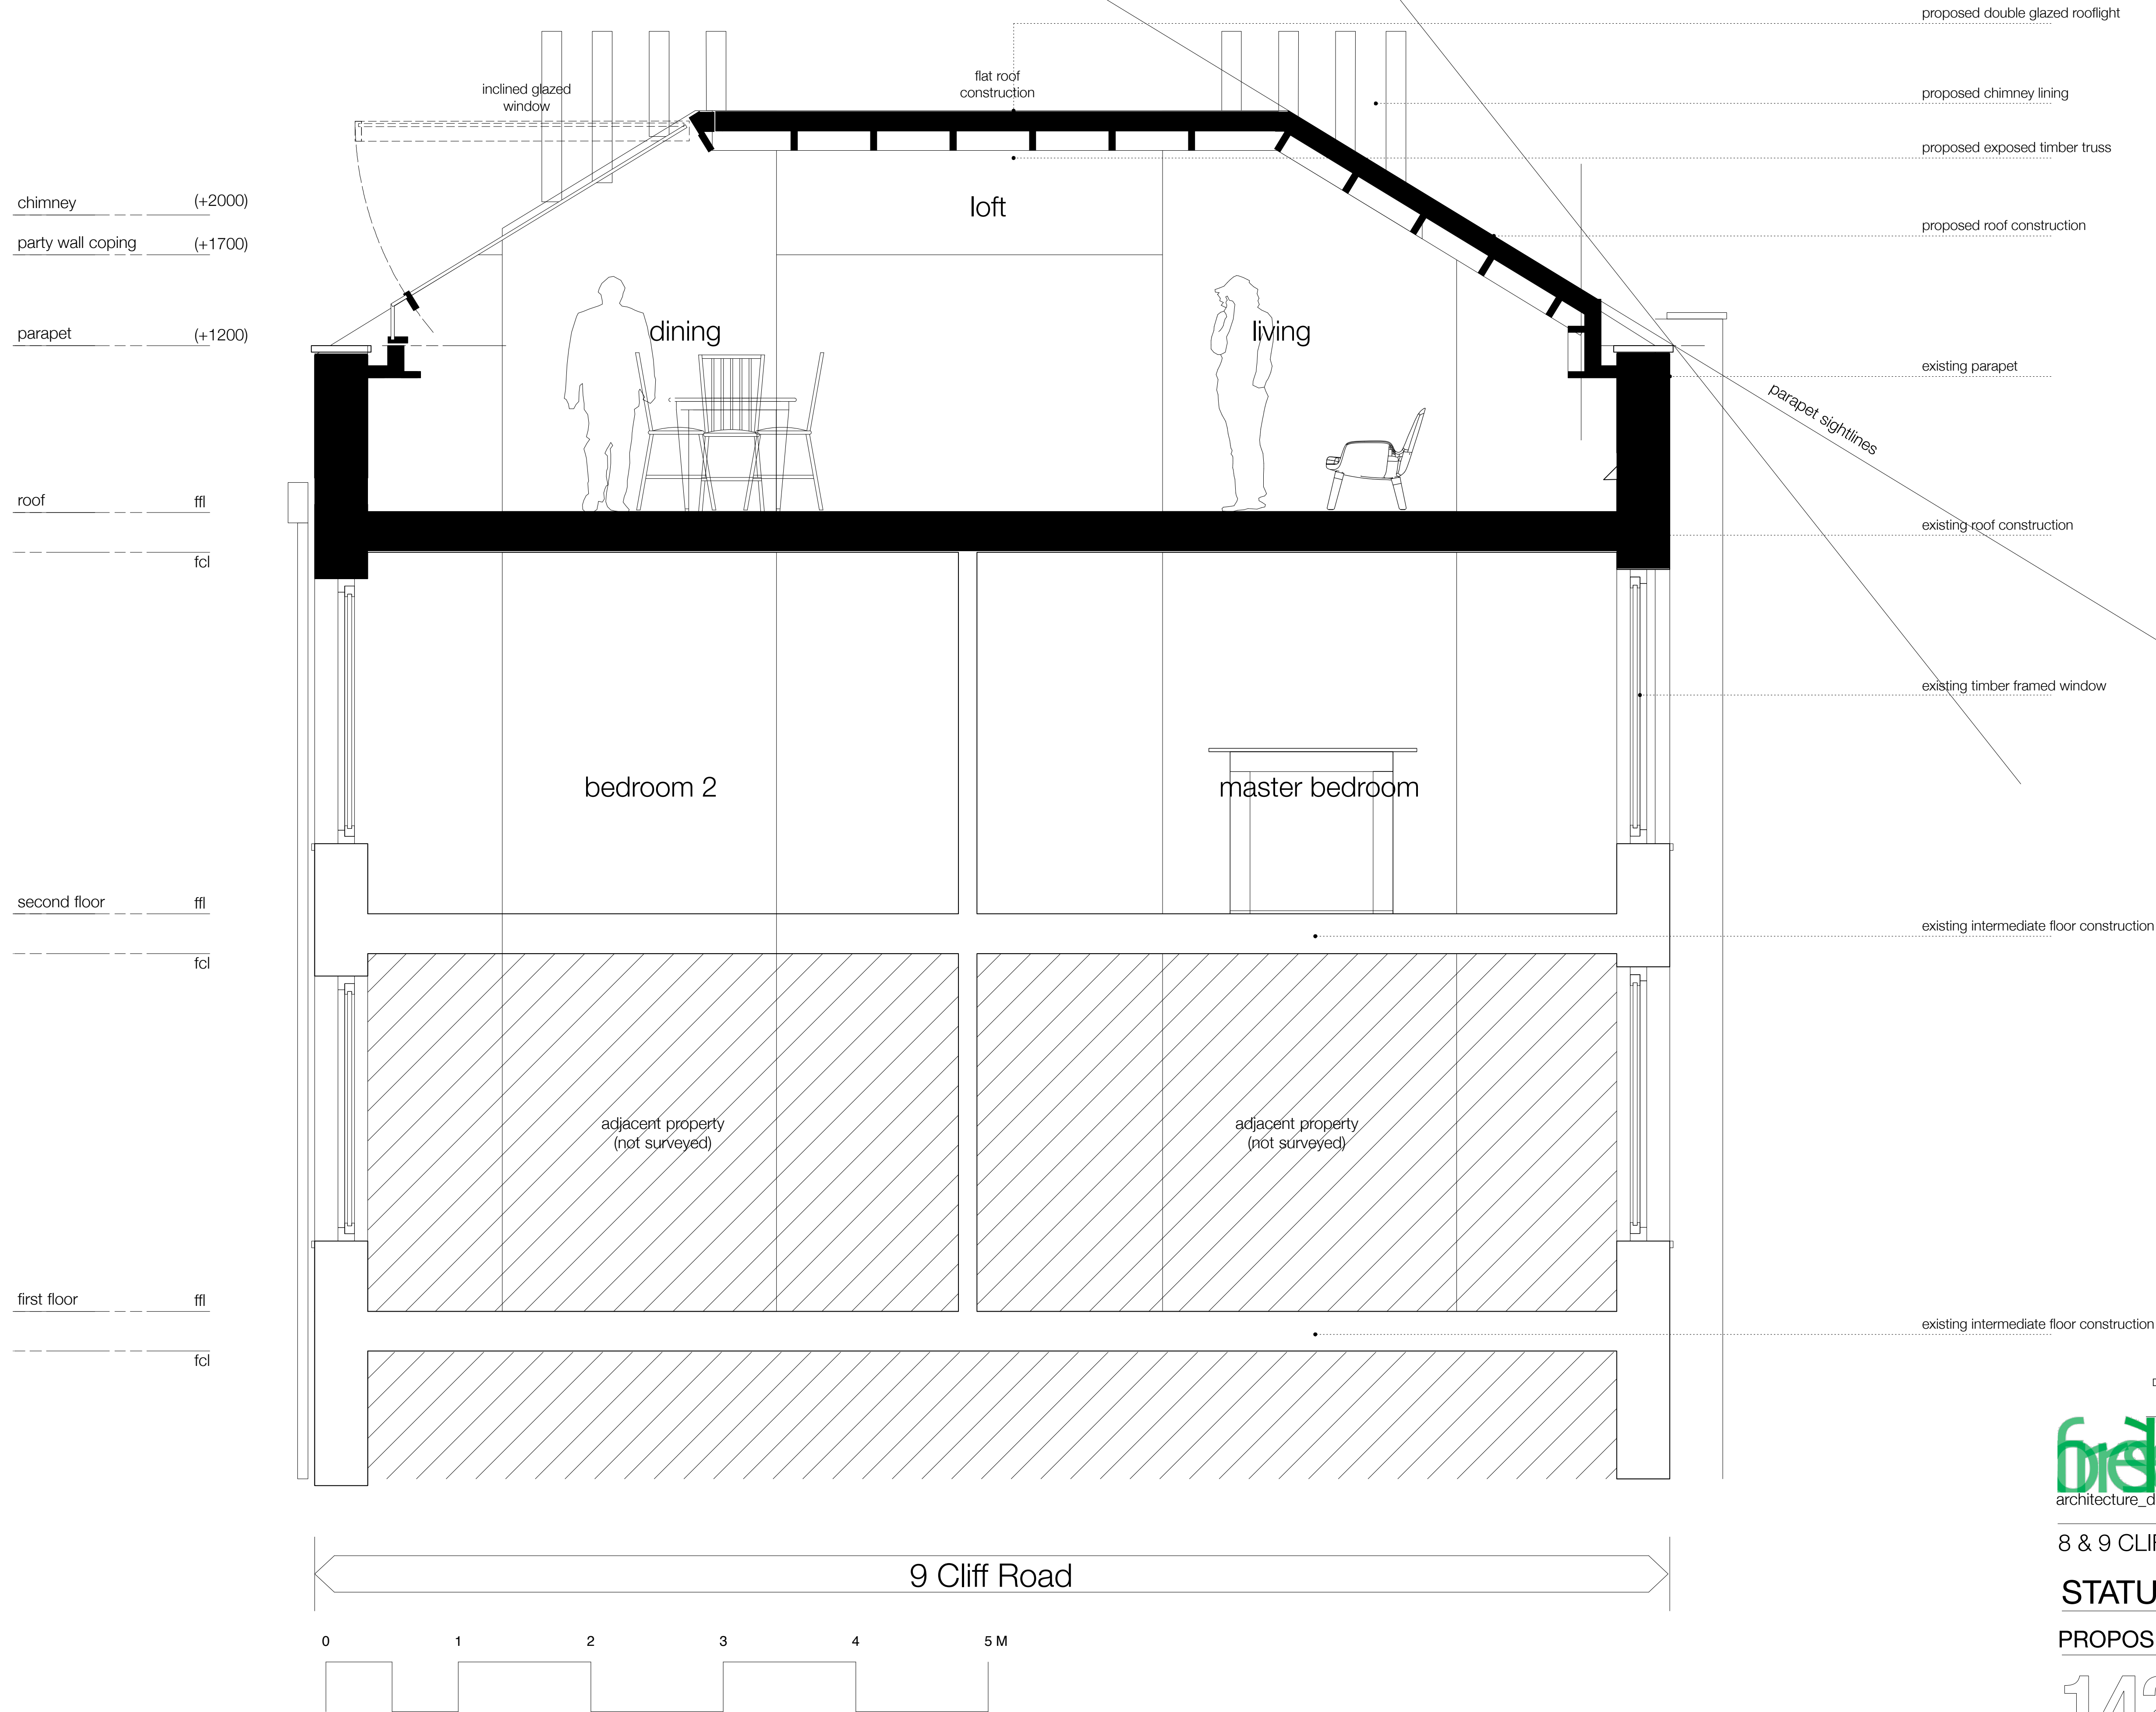 proposed double glazed rooflight
inclined glazed
window
flat roof
construction
proposed chimney lining
proposed exposed timber truss
chimney (+2000)
loft
party wall coping (+1700)
proposed roof construction
parapet (+1200)
dining
living
existing parapet
parapet sightlines
roof ffl
existing roof construction
fcl
existing timber framed window
bedroom 2
master bedroom
second floor ffl
existing intermediate floor construction
fcl
adjacent property
(not surveyed)
adjacent property
(not surveyed)
first floor ffl
existing intermediate floor construction
fcl
architecture_d
8 & 9 CLIF
9 Cliff Road
STATU
PROPOS
0 1 2 3 4 5 M
142